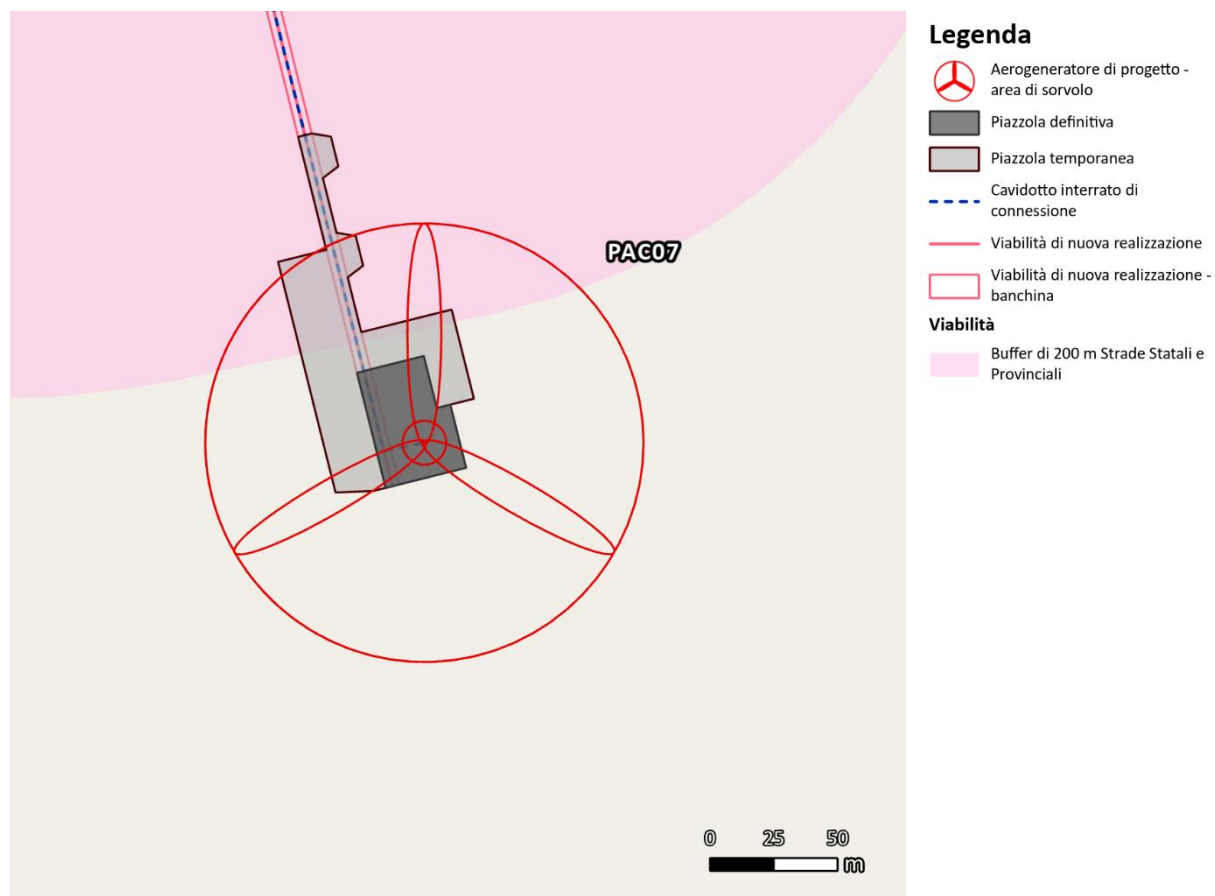 Legenda
Aerogeneratore di progetto -
area di sorvolo
Piazzola definitiva
Piazzola temporanea
Cavidotto interrato di
connessione
Viabilità di nuova realizzazione
Viabilità di nuova realizzazione -
banchina
Viabilità
Buffer di 200 m Strade Statali e
Provinciali
PAC07
0 25 50
m